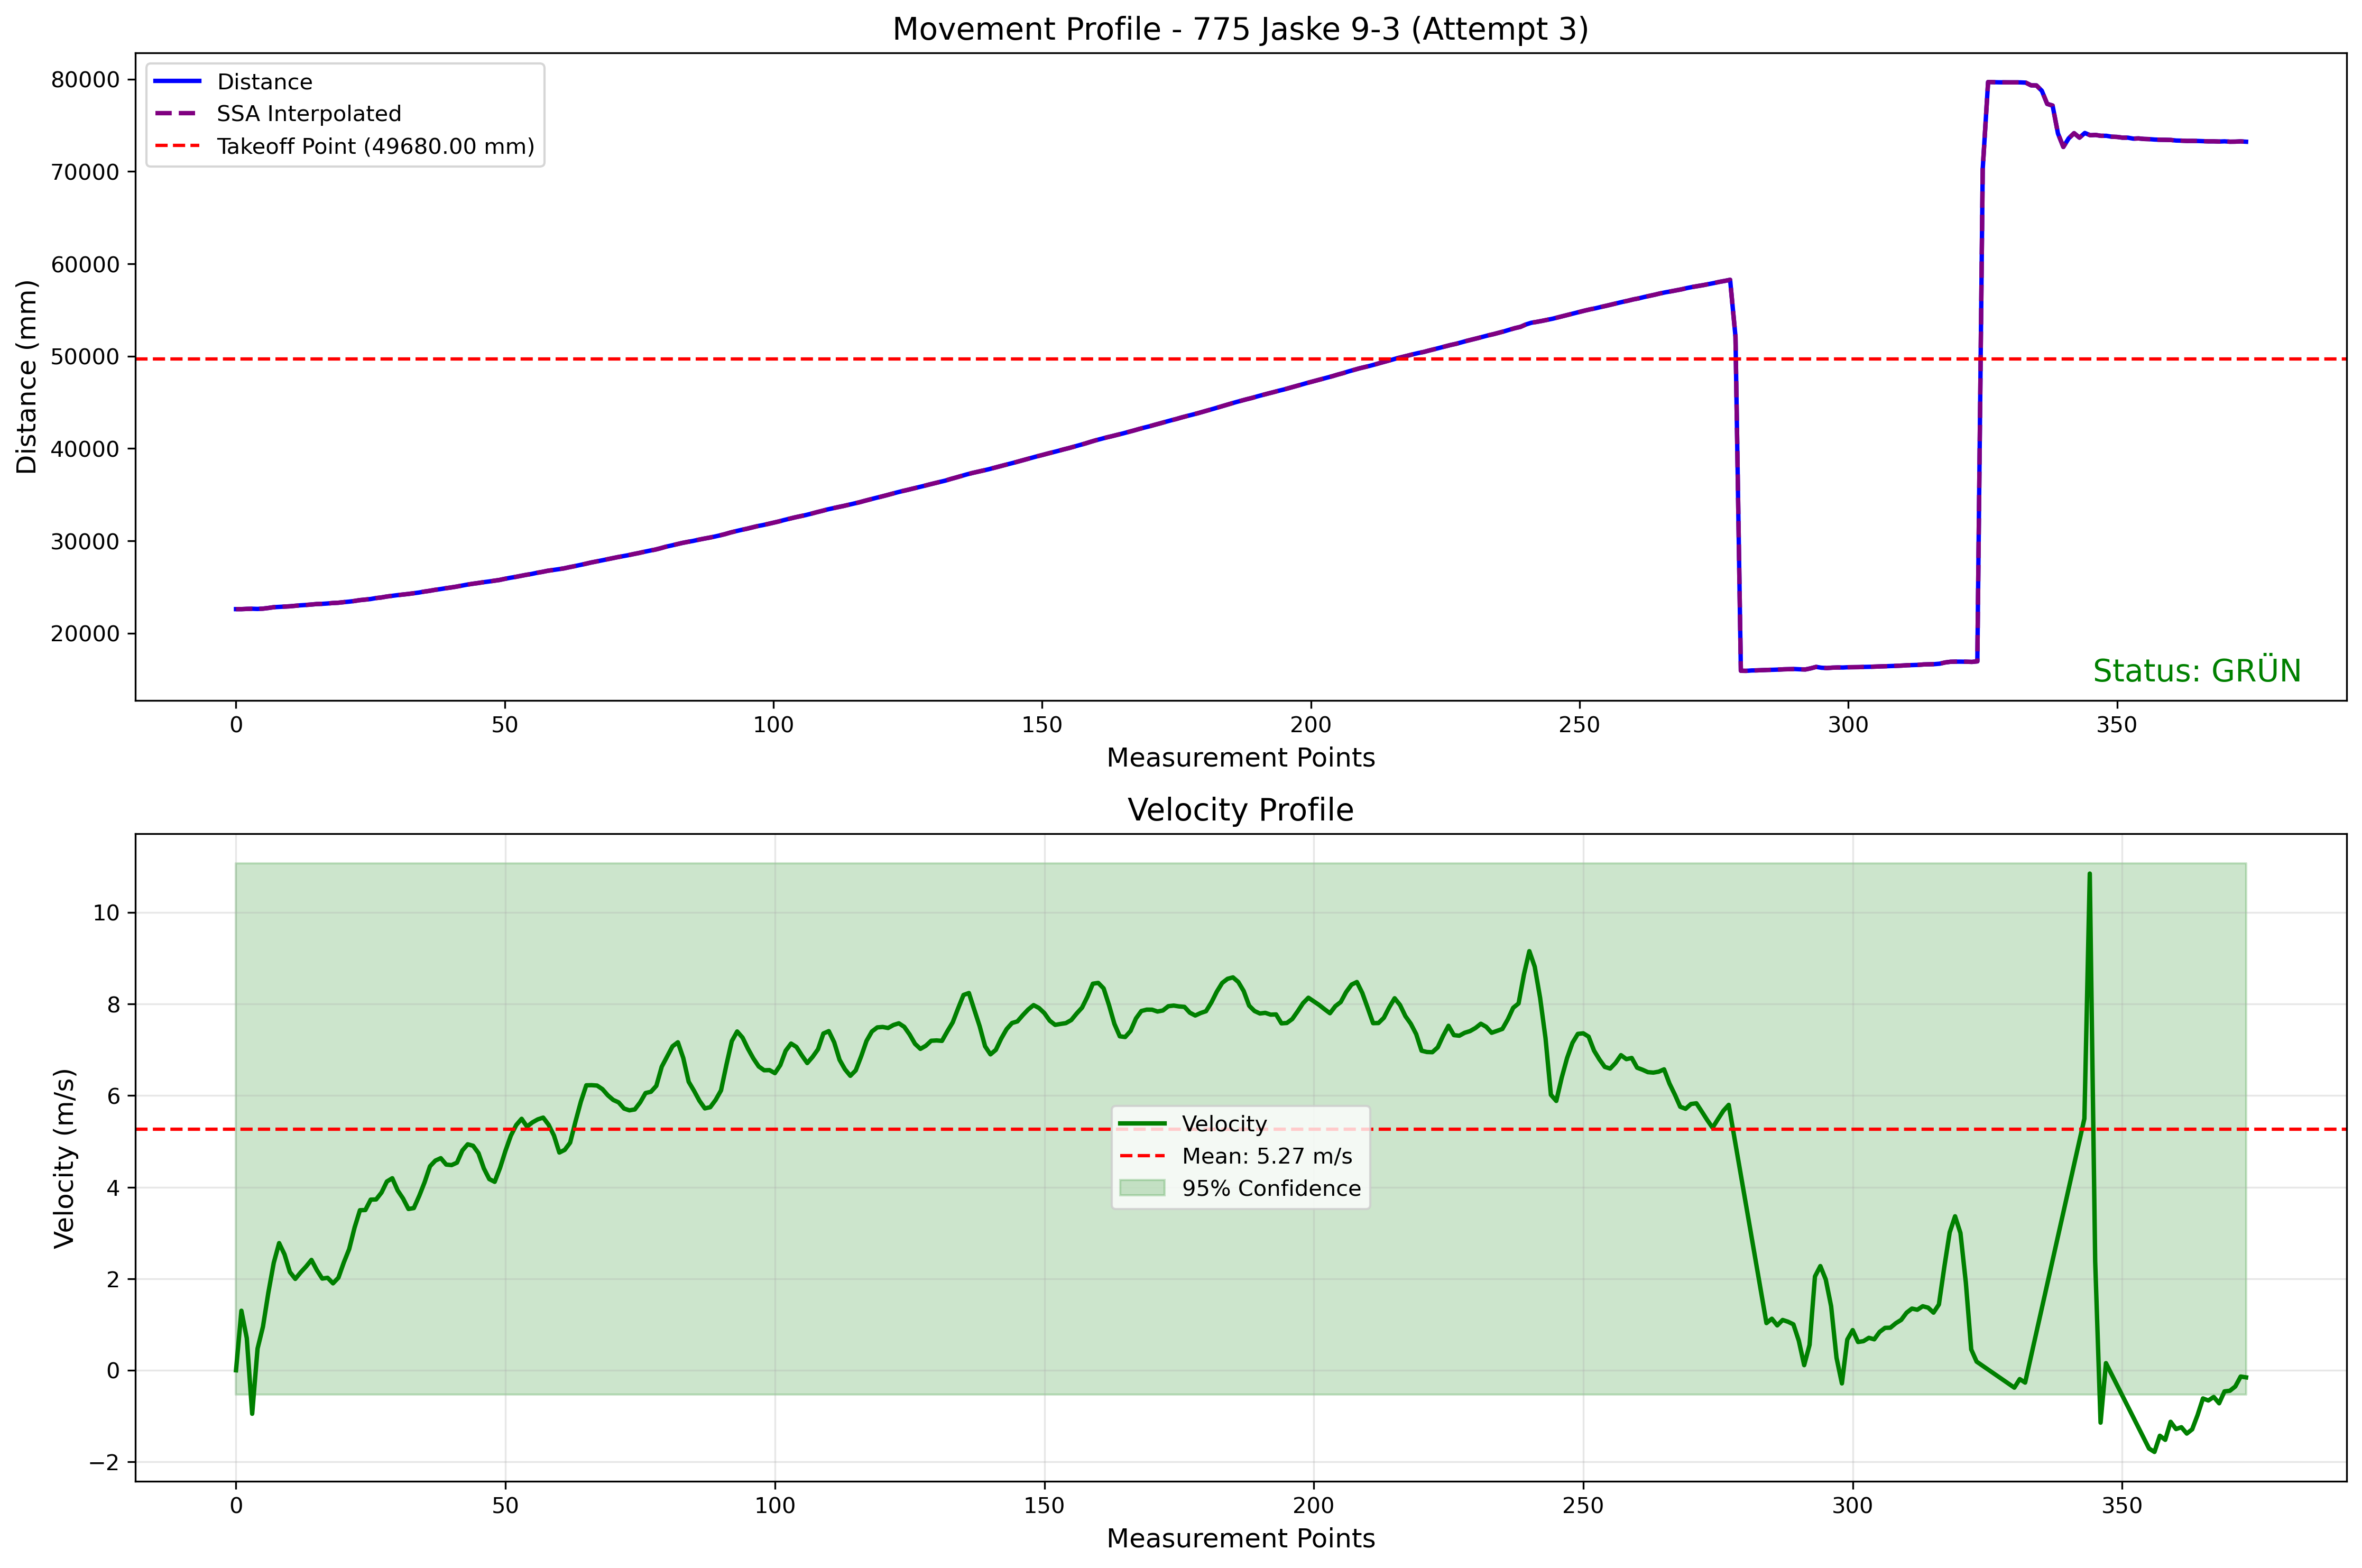 Movement Profile - 775 Jaske 9-3 (Attempt 3)
Distance
SSA Interpolated
Takeoff Point (49680.00 mm)
Distance (mm)
80000
70000
60000
50000
40000
30000
20000
Status: GRÜN
0 50 100 150 200 250 300 350
Measurement Points
Velocity Profile
Velocity (m/s)
10
8
6
4
2
0
−2
Velocity
Mean: 5.27 m/s
95% Confidence
0 50 100 150 200 250 300 350
Measurement Points